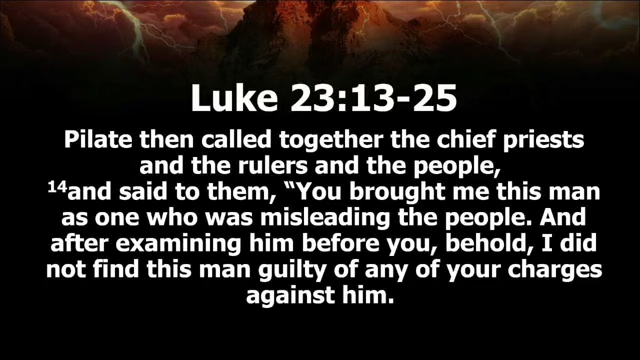 Luke 23:13-25
Pilate then called together the chief priests
and the rulers and the people,
¹⁴and said to them, “You brought me this man
as one who was misleading the people. And
after examining him before you, behold, I did
not find this man guilty of any of your charges
against him.